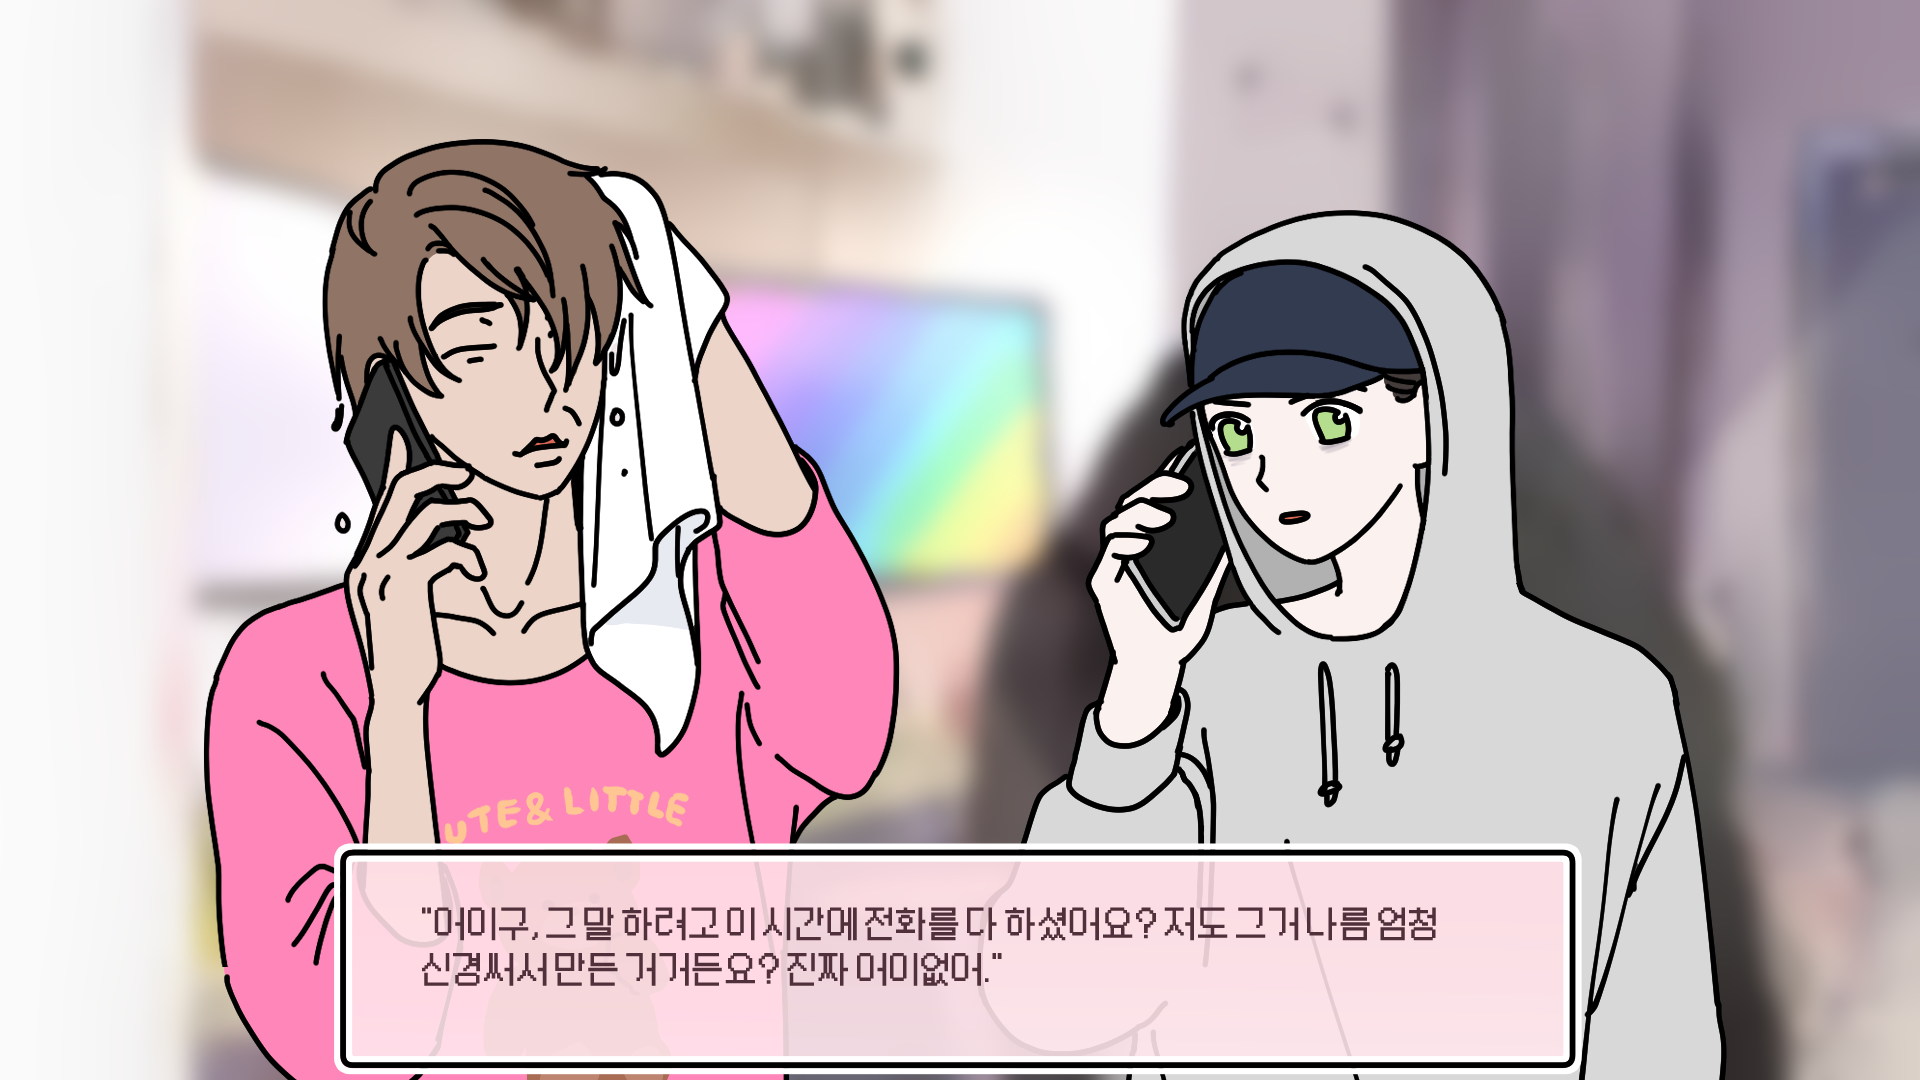 UTE & LITTLE
"어이구, 그 말 하려고 이 시간에 전화를 다 하셨어요? 저도 그거 나름 엄청
신경써서 만든 거거든요? 진짜 어이없어."